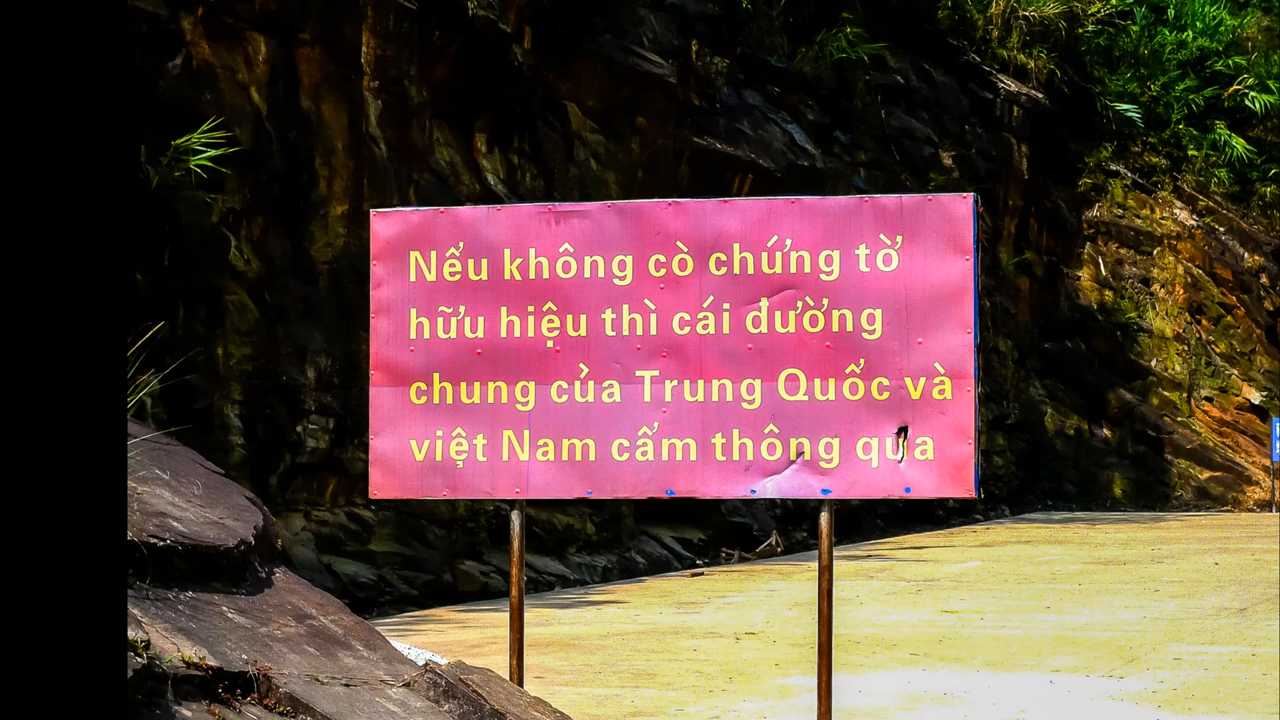 Nếu không cò chứng tờ
hữu hiệu thì cái đường
chung của Trung Quốc và
việt Nam cấm thông qua